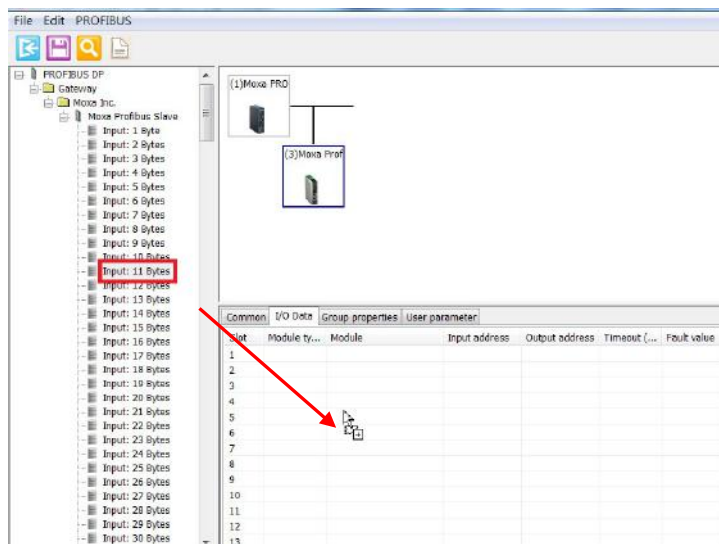 File Edit PROFIBUS
PROFIBUS DP
Gateway
Moxa Inc.
Moxa Profibus Slave
Input: 1 Byte
Input: 2 Bytes
Input: 3 Bytes
Input: 4 Bytes
Input: 5 Bytes
Input: 6 Bytes
Input: 7 Bytes
Input: 8 Bytes
Input: 9 Bytes
Input: 10 Bytes
Input: 11 Bytes
Input: 12 Bytes
Input: 13 Bytes
Input: 14 Bytes
Input: 15 Bytes
Input: 16 Bytes
Input: 17 Bytes
Input: 18 Bytes
Input: 19 Bytes
Input: 20 Bytes
Input: 21 Bytes
Input: 22 Bytes
Input: 23 Bytes
Input: 24 Bytes
Input: 25 Bytes
Input: 26 Bytes
Input: 27 Bytes
Input: 28 Bytes
Input: 29 Bytes
Input: 30 Bytes
(1)Moxa PRO
(3)Moxa Prof
Common I/O Data Group properties User parameter
Slot Module ty... Module Input address Output address Timeout (... Fault value
1
2
3
4
5
6
7
8
9
10
11
12
13